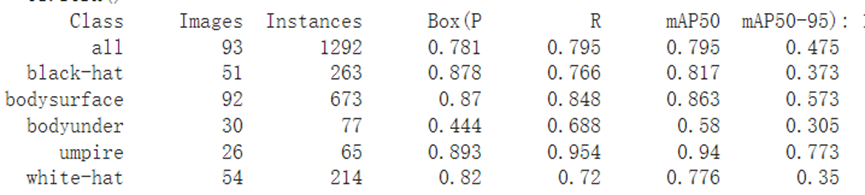 Class Images Instances Box(P R mAP50 mAP50-95):
all 93 1292 0.781 0.795 0.795 0.475
black-hat 51 263 0.878 0.766 0.817 0.373
bodysurface 92 673 0.87 0.848 0.863 0.573
bodyunder 30 77 0.444 0.688 0.58 0.305
umpire 26 65 0.893 0.954 0.94 0.773
white-hat 54 214 0.82 0.72 0.776 0.35